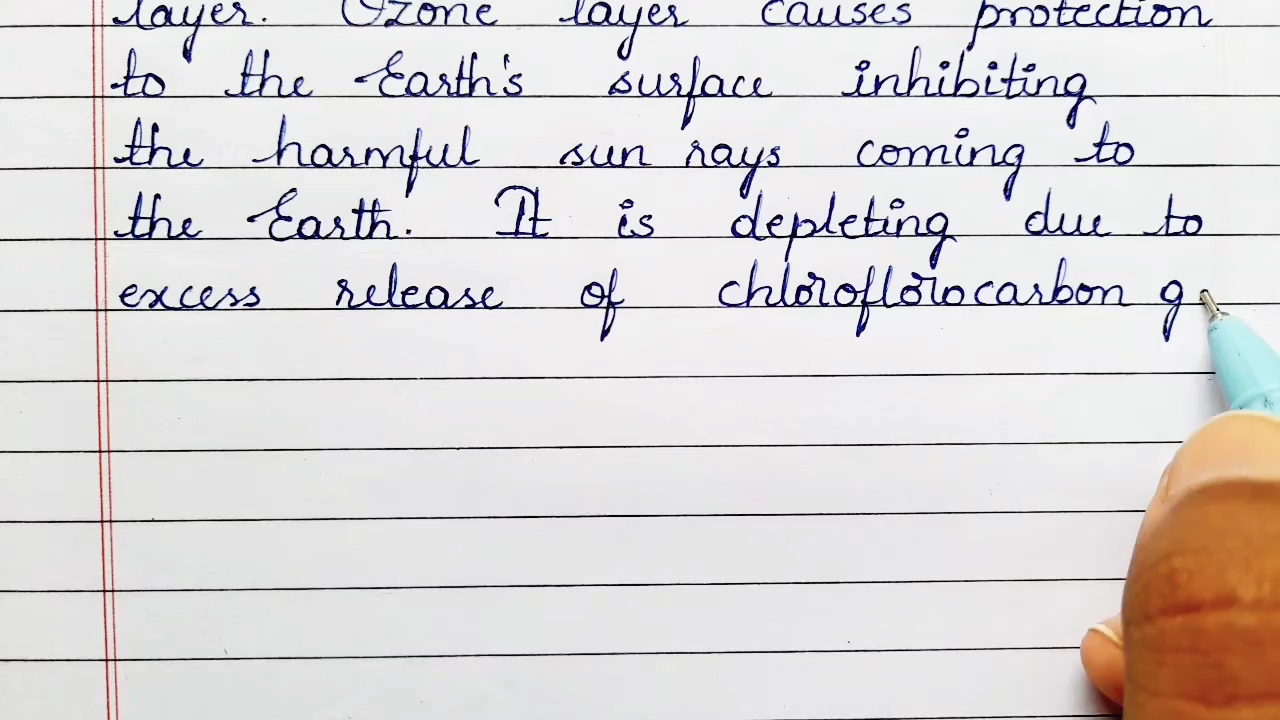 layer. Ozone layer causes protection
to the Earth's surface inhibiting
the harmful sun rays coming to
the Earth. It is depleting due to
excess release of chloroflorocarbon g